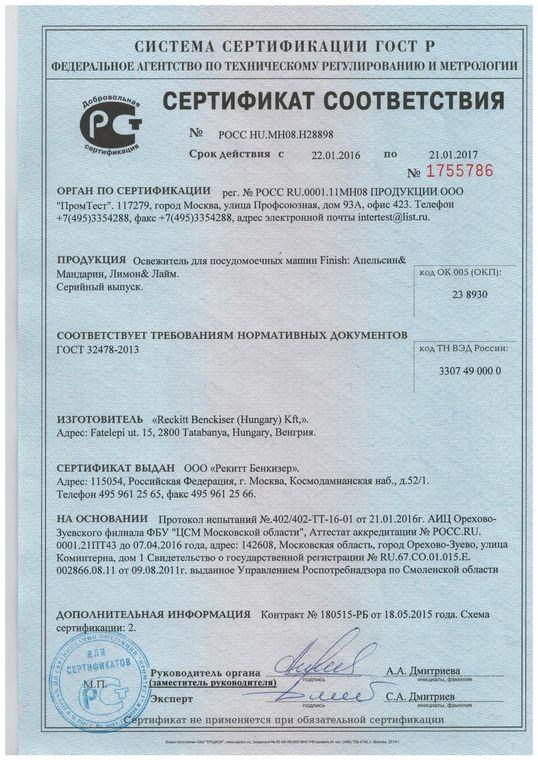 СИСТЕМА СЕРТИФИКАЦИИ ГОСТ Р
ФЕДЕРАЛЬНОЕ АГЕНТСТВО ПО ТЕХНИЧЕСКОМУ РЕГУЛИРОВАНИЮ И МЕТРОЛОГИИ
Добровольная
сертификация
СЕРТИФИКАТ СООТВЕТСТВИЯ
№ РОСС HU.МН08.Н28898
Срок действия с 22.01.2016 по 21.01.2017
№ 1755786
ОРГАН ПО СЕРТИФИКАЦИИ рег. № РОСС RU.0001.11МН08 ПРОДУКЦИИ ООО
"ПромТест". 117279, город Москва, улица Профсоюзная, дом 93А, офис 423. Телефон
+7(495)3354288, факс +7(495)3354288, адрес электронной почты intertest@list.ru.
ПРОДУКЦИЯ Освежитель для посудомоечных машин Finish: Апельсин&
Мандарин, Лимон& Лайм.
Серийный выпуск.
код ОК 005 (ОКП):
23 8930
СООТВЕТСТВУЕТ ТРЕБОВАНИЯМ НОРМАТИВНЫХ ДОКУМЕНТОВ
ГОСТ 32478-2013
код ТН ВЭД России:
3307 49 000 0
ИЗГОТОВИТЕЛЬ «Reckitt Benckiser (Hungary) Kft,».
Адрес: Fatelepi ut. 15, 2800 Tatabanya, Hungary, Венгрия.
СЕРТИФИКАТ ВЫДАН ООО «Рекитт Бенкизер».
Адрес: 115054, Российская Федерация, г. Москва, Космодамианская наб., д.52/1.
Телефон 495 961 25 65, факс 495 961 25 66.
НА ОСНОВАНИИ Протокол испытаний №.402/402-ТТ-16-01 от 21.01.2016г. АИЦ Орехово-
Зуевского филиала ФБУ "ЦСМ Московской области", Аттестат аккредитации № РОСС.RU.
0001.21ПТ43 до 07.04.2016 года, адрес: 142608, Московская область, город Орехово-Зуево, улица
Коминтерна, дом 1 Свидетельство о государственной регистрации № RU.67.CO.01.015.E.
002866.08.11 от 09.08.2011г. выданное Управлением Роспотребнадзора по Смоленской области
ДОПОЛНИТЕЛЬНАЯ ИНФОРМАЦИЯ Контракт № 180515-РБ от 18.05.2015 года. Схема
сертификации: 2.
ДЛЯ
СЕРТИФИКАТОВ
М.П.
Руководитель органа А.А. Дмитриева
(заместитель руководителя) подпись инициалы, фамилия
Эксперт С.А. Дмитриев
подпись инициалы, фамилия
Сертификат не применяется при обязательной сертификации